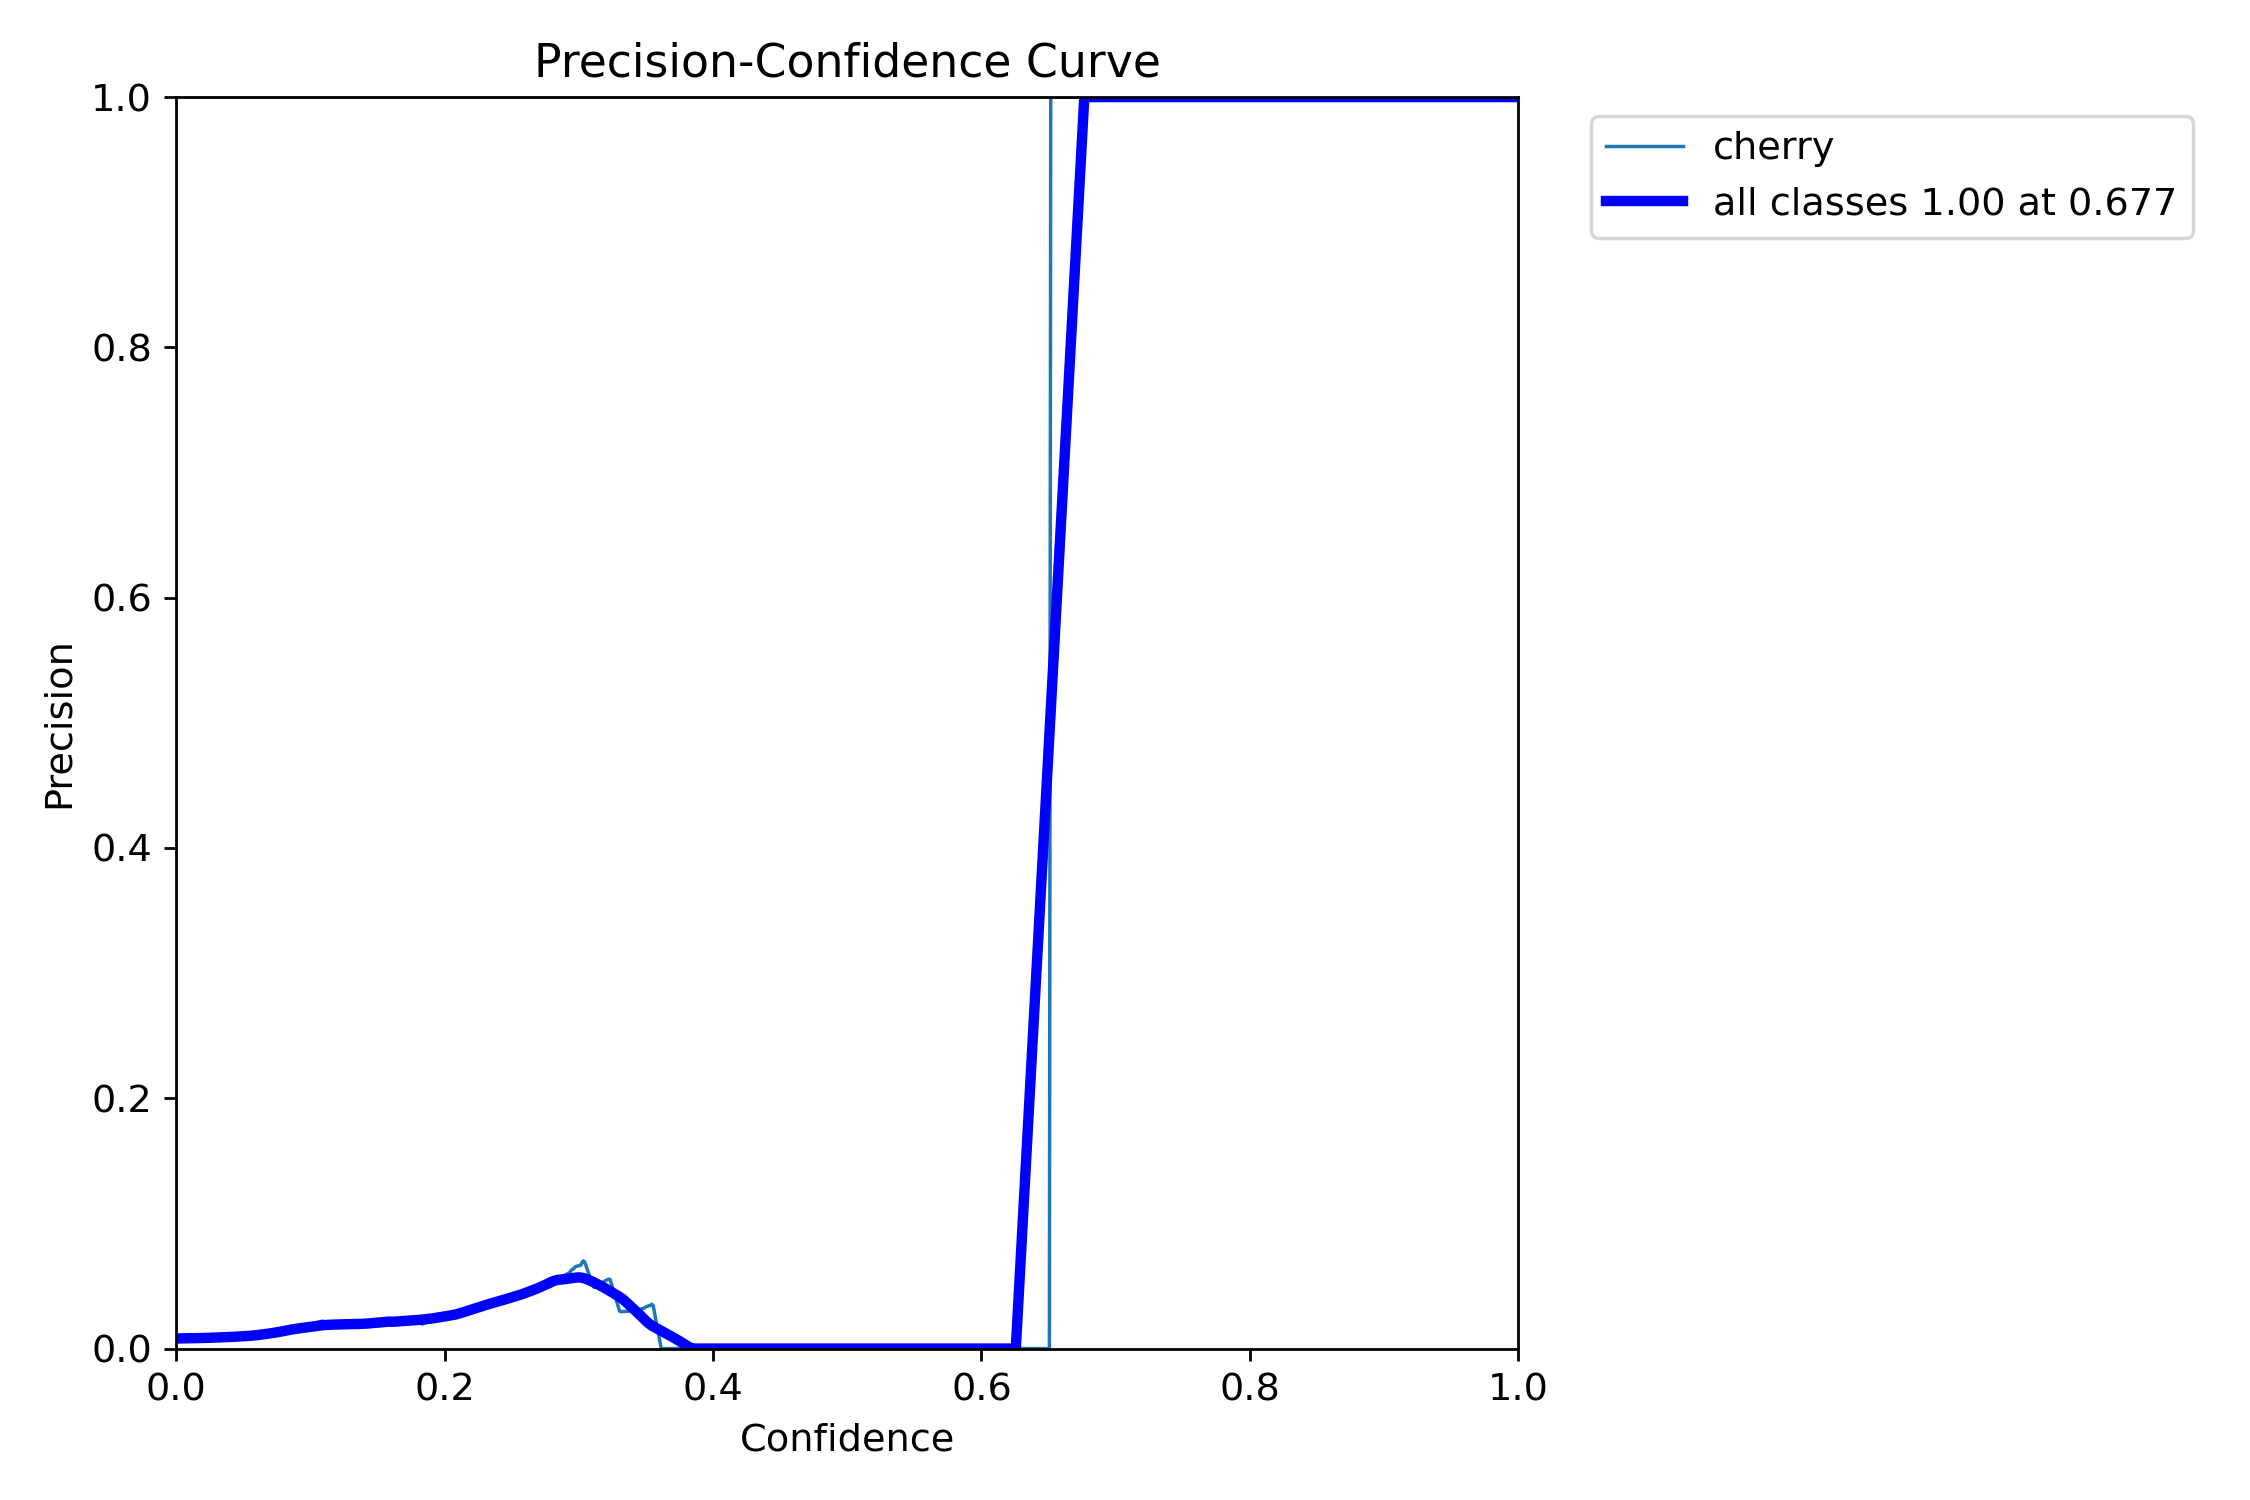 Precision-Confidence Curve
1.0
0.8
0.6
0.4
0.2
0.0
Precision
0.0 0.2 0.4 0.6 0.8 1.0
Confidence
cherry
all classes 1.00 at 0.677